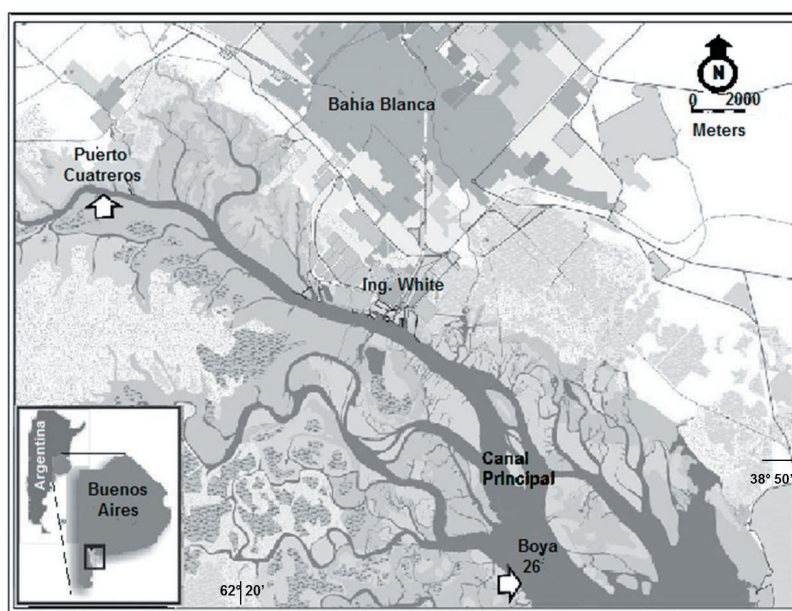 N
0 2000
Meters
Bahía Blanca
Puerto
Cuatreros
Ing. White
Canal
Principal
38° 50'
Argentina
Buenos
Aires
Boya
26
62° 20'